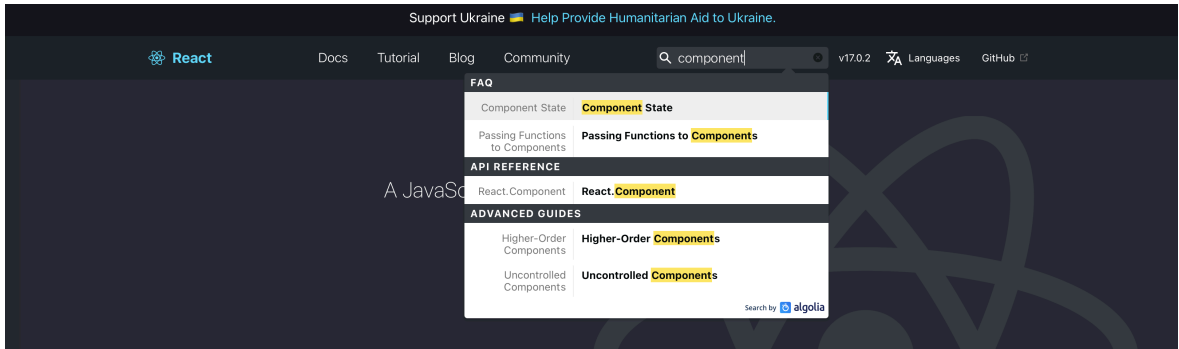 Support Ukraine 🇺🇦 Help Provide Humanitarian Aid to Ukraine.
React Docs Tutorial Blog Community component v17.0.2 Languages GitHub
FAQ
Component State Component State
Passing Functions to Components Passing Functions to Components
API REFERENCE
React.Component React.Component
ADVANCED GUIDES
Higher-Order Components Higher-Order Components
Uncontrolled Components Uncontrolled Components
Search by algolia
A JavaSc